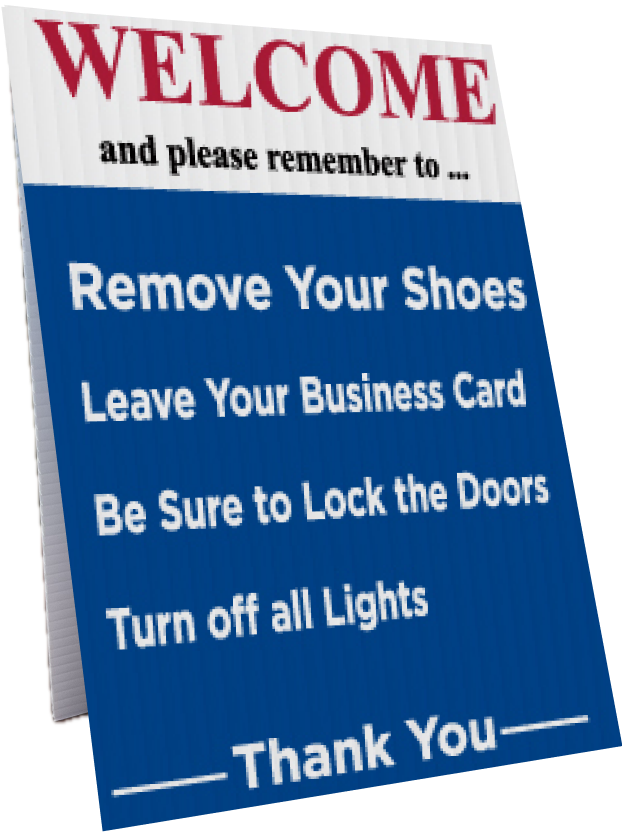 WELCOME
and please remember to ...
Remove Your Shoes
Leave Your Business Card
Be Sure to Lock the Doors
Turn off all Lights
Thank You